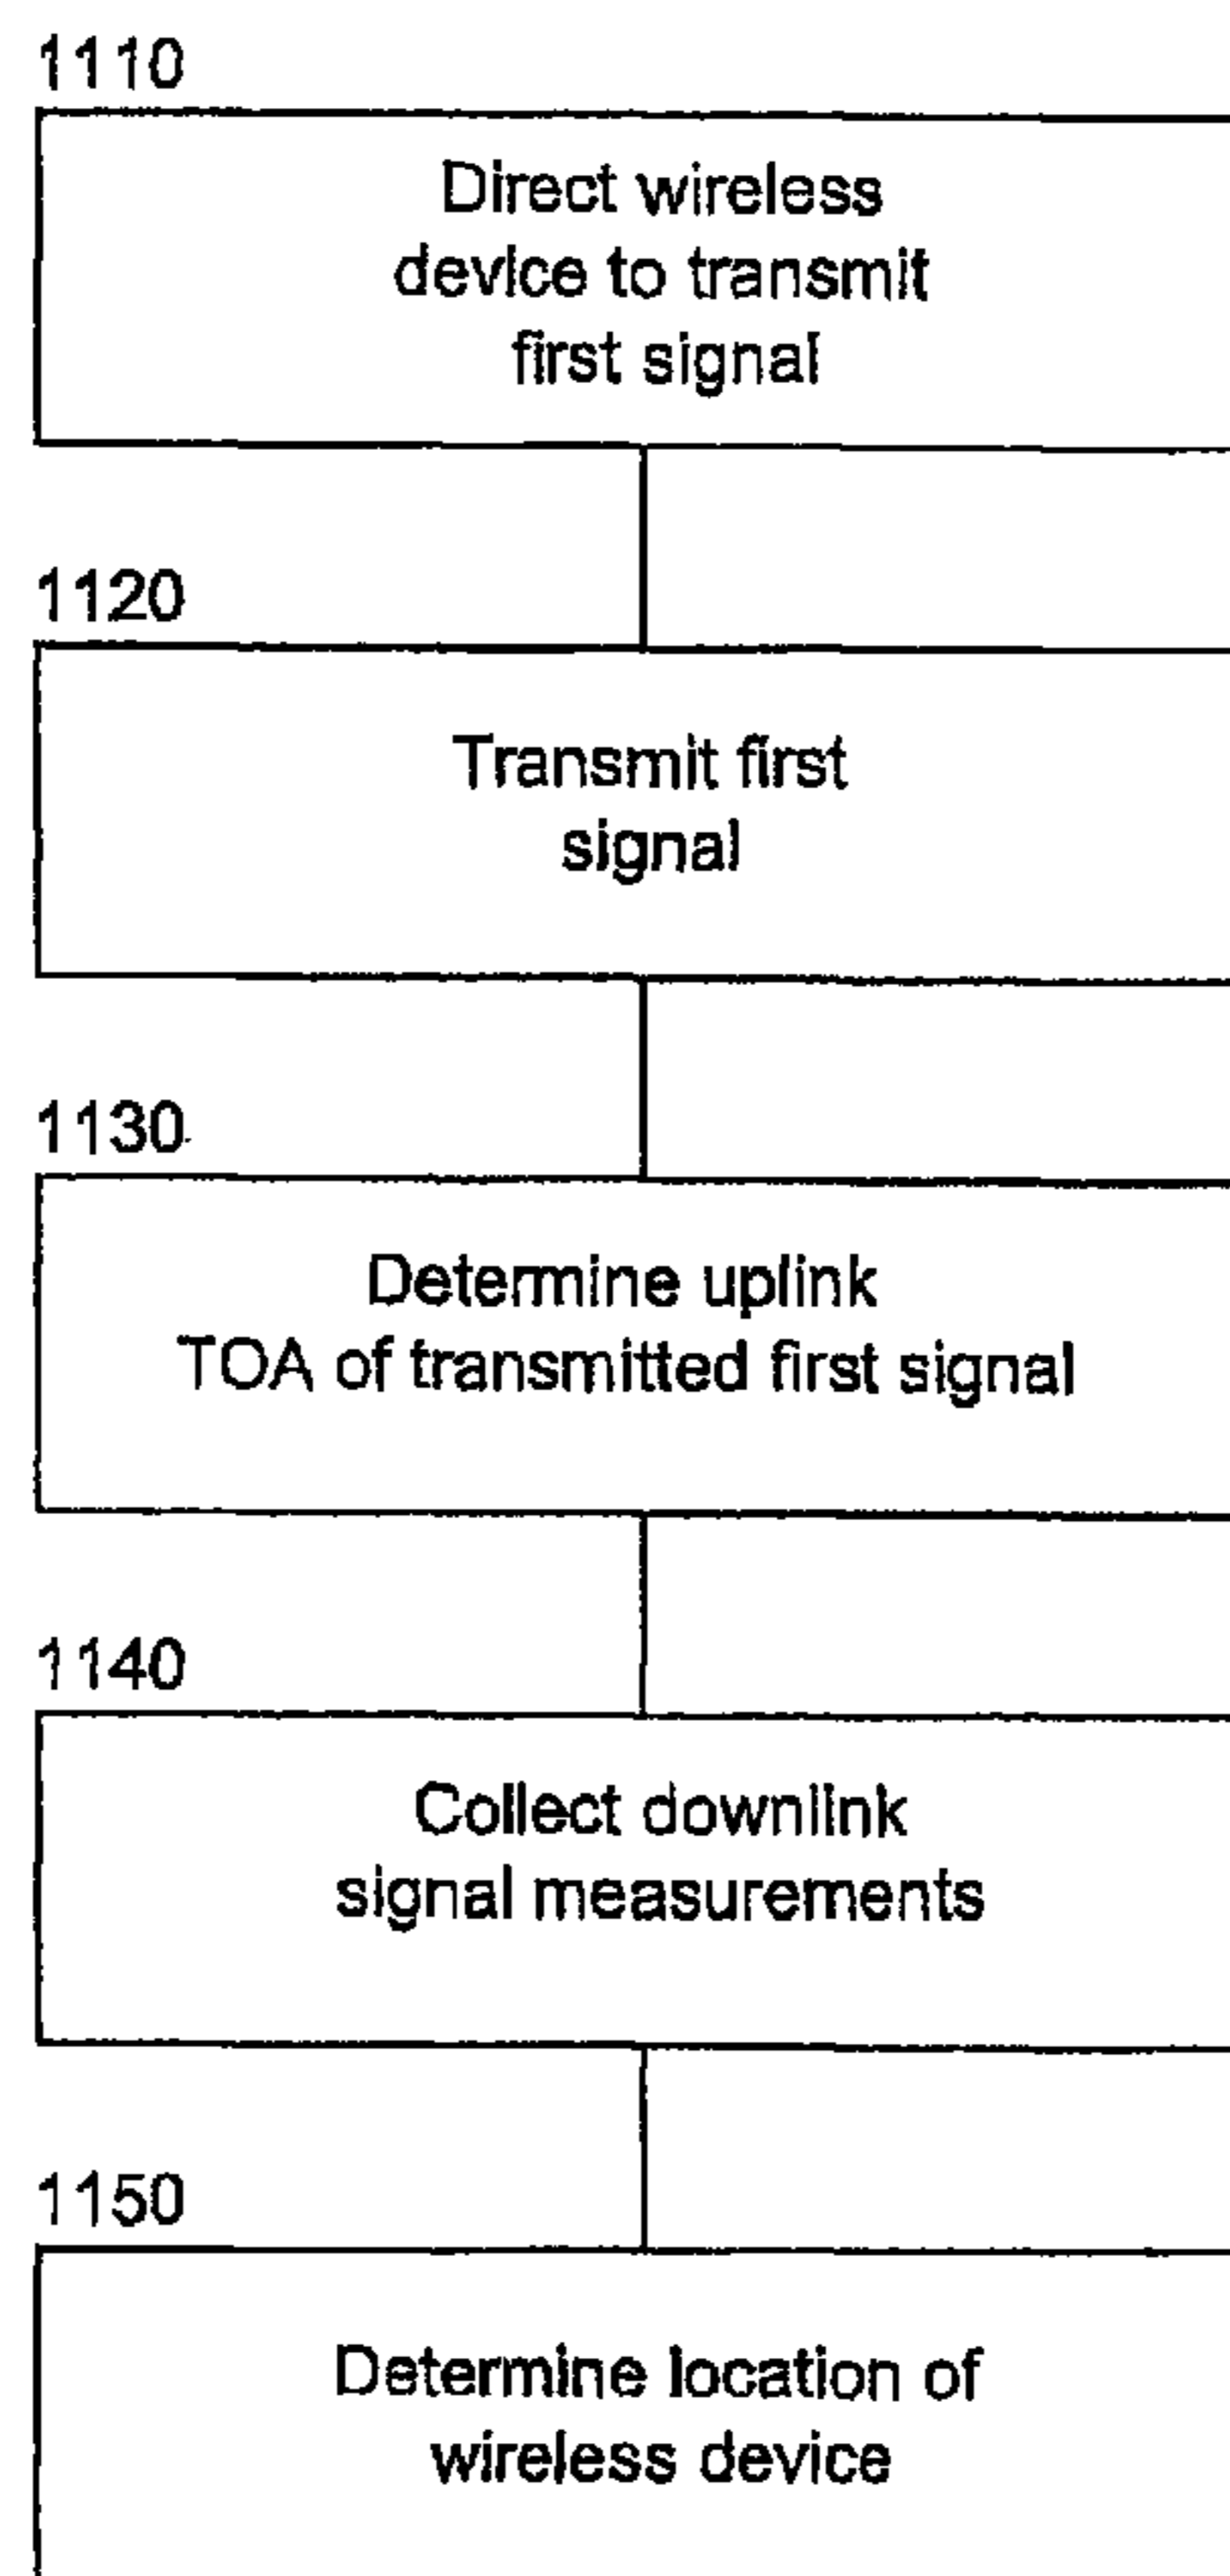 1110
Direct wireless
device to transmit
first signal
1120
Transmit first
signal
1130
Determine uplink
TOA of transmitted first signal
1140
Collect downlink
signal measurements
1150
Determine location of
wireless device